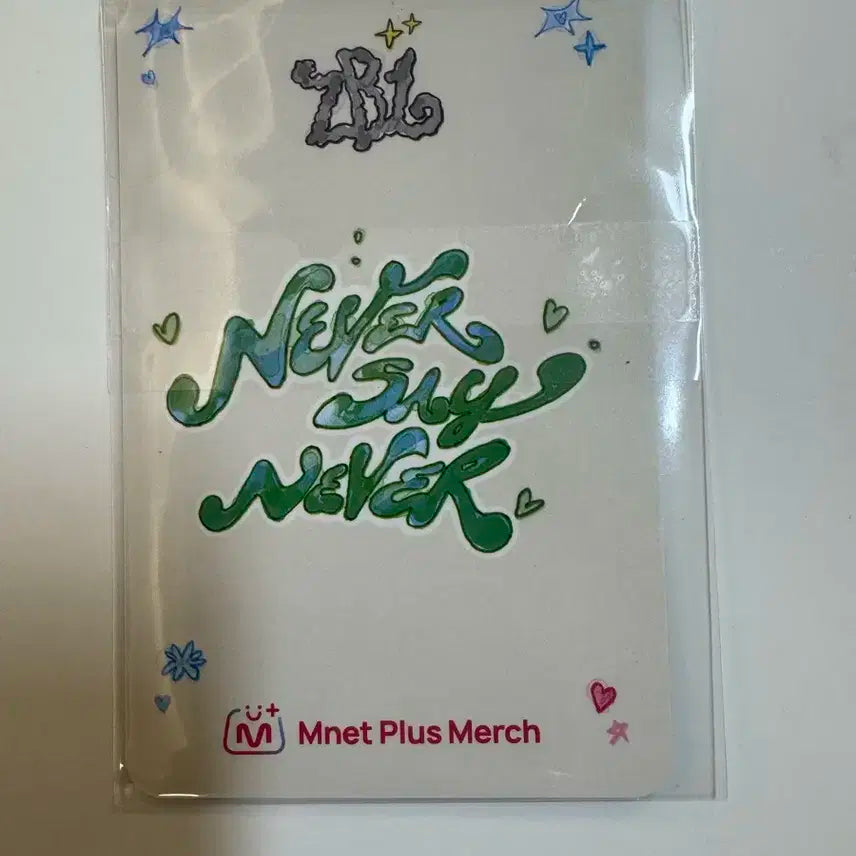 ZB1
NEVER
SAY
NEVER
M+ Mnet Plus Merch